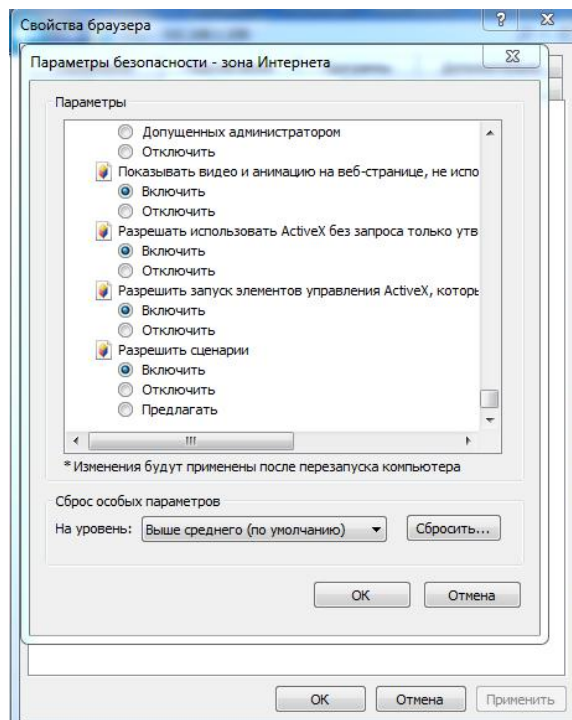 Свойства браузера
Параметры безопасности - зона Интернета
Параметры
Допущенных администратором
Отключить
Показывать видео и анимацию на веб-странице, не испо
Включить
Отключить
Разрешать использовать ActiveX без запроса только утв
Включить
Отключить
Разрешить запуск элементов управления ActiveX, которь
Включить
Отключить
Разрешить сценарии
Включить
Отключить
Предлагать
* Изменения будут применены после перезапуска компьютера
Сброс особых параметров
На уровень: Выше среднего (по умолчанию) Сбросить...
ОК Отмена
ОК Отмена Применить